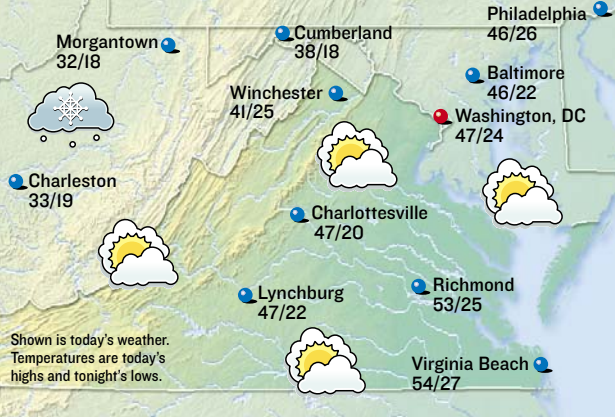 Philadelphia
46/26
Cumberland
38/18
Morgantown
32/18
Baltimore
46/22
Winchester
41/25
Washington, DC
47/24
Charleston
33/19
Charlottesville
47/20
Richmond
53/25
Lynchburg
47/22
Shown is today's weather.
Temperatures are today's
highs and tonight's lows.
Virginia Beach
54/27